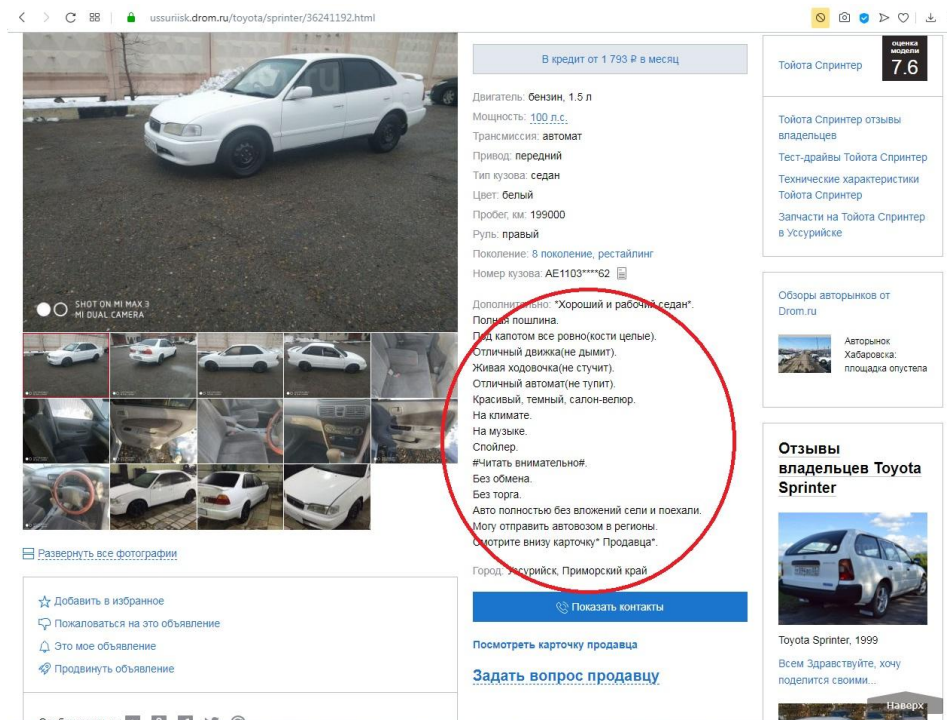 ussuriisk.drom.ru/toyota/sprinter/36241192.html
SHOT ON MI MAX 3
MI DUAL CAMERA
Развернуть все фотографии
Добавить в избранное
Пожаловаться на это объявление
Это мое объявление
Продвинуть объявление
В кредит от 1 793 ₽ в месяц
Двигатель: бензин, 1.5 л
Мощность: 100 л.с.
Трансмиссия: автомат
Привод: передний
Тип кузова: седан
Цвет: белый
Пробег, км: 199000
Руль: правый
Поколение: 8 поколение, рестайлинг
Номер кузова: AE1103****62
Дополнительно: *Хороший и рабочий седан*.
Полная пошлина.
Под капотом все ровно(кости целые).
Отличный движка(не дымит).
Живая ходовочка(не стучит).
Отличный автомат(не тупит).
Красивый, темный, салон-велюр.
На климате.
На музыке.
Спойлер.
#Читать внимательно#.
Без обмена.
Без торга.
Авто полностью без вложений сели и поехали.
Могу отправить автовозом в регионы.
Смотрите внизу карточку* Продавца*.
Город: Уссурийск, Приморский край
Показать контакты
Посмотреть карточку продавца
Задать вопрос продавцу
Тойота Спринтер
оценка
модели
7.6
Тойота Спринтер отзывы
владельцев
Тест-драйвы Тойота Спринтер
Технические характеристики
Тойота Спринтер
Запчасти на Тойота Спринтер
в Уссурийске
Обзоры авторынков от
Drom.ru
Авторынок
Хабаровска:
площадка опустела
Отзывы
владельцев Toyota
Sprinter
Toyota Sprinter, 1999
Всем Здравствуйте, хочу
поделится своими...
Наверх